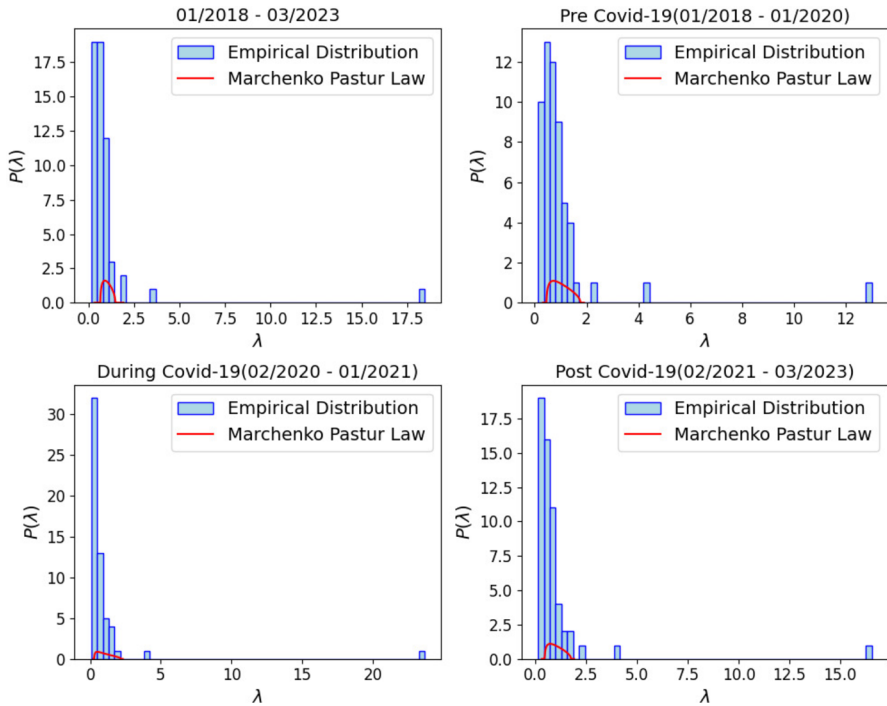 01/2018 - 03/2023
17.5
15.0
12.5
10.0
7.5
5.0
2.5
0.0
P(λ)
Empirical Distribution
Marchenko Pastur Law
0.0 2.5 5.0 7.5 10.0 12.5 15.0 17.5
λ
Pre Covid-19(01/2018 - 01/2020)
12
10
8
6
4
2
0
P(λ)
Empirical Distribution
Marchenko Pastur Law
0 2 4 6 8 10 12
λ
During Covid-19(02/2020 - 01/2021)
30
25
20
15
10
5
0
P(λ)
Empirical Distribution
Marchenko Pastur Law
0 5 10 15 20
λ
Post Covid-19(02/2021 - 03/2023)
17.5
15.0
12.5
10.0
7.5
5.0
2.5
0.0
P(λ)
Empirical Distribution
Marchenko Pastur Law
0.0 2.5 5.0 7.5 10.0 12.5 15.0
λ